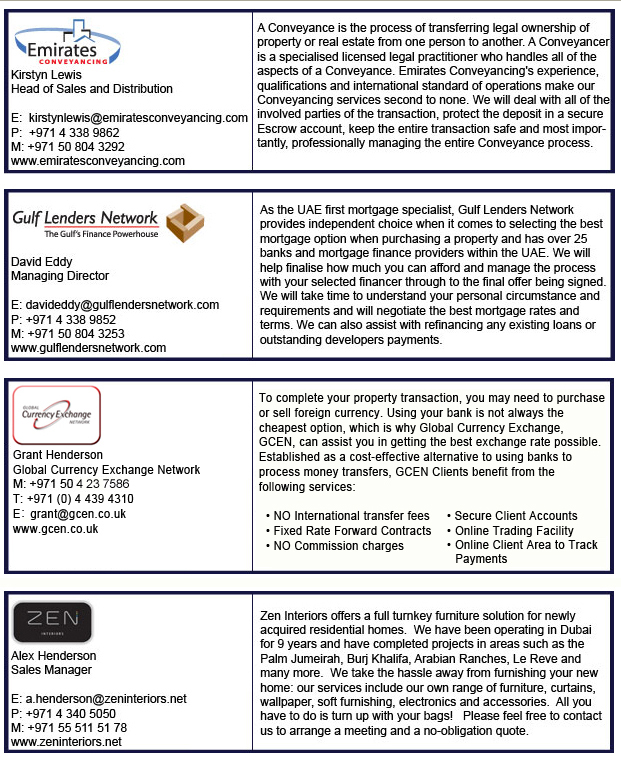 Emirates
CONVEYANCING
Kirstyn Lewis
Head of Sales and Distribution
E:  kirstynlewis@emiratesconveyancing.com
P:  +971 4 338 9862
M: +971 50 804 3292
www.emiratesconveyancing.com
A Conveyance is the process of transferring legal ownership of
property or real estate from one person to another. A Conveyancer
is a specialised licensed legal practitioner who handles all of the
aspects of a Conveyance. Emirates Conveyancing's experience,
qualifications and international standard of operations make our
Conveyancing services second to none. We will deal with all of the
involved parties of the transaction, protect the deposit in a secure
Escrow account, keep the entire transaction safe and most impor-
tantly, professionally managing the entire Conveyance process.
Gulf Lenders Network
The Gulf's Finance Powerhouse
David Eddy
Managing Director
E: davideddy@gulflendersnetwork.com
P: +971 4 338 9852
M: +971 50 804 3253
www.gulflendersnetwork.com
As the UAE first mortgage specialist, Gulf Lenders Network
provides independent choice when it comes to selecting the best
mortgage option when purchasing a property and has over 25
banks and mortgage finance providers within the UAE. We will
help finalise how much you can afford and manage the process
with your selected financer through to the final offer being signed.
We will take time to understand your personal circumstance and
requirements and will negotiate the best mortgage rates and
terms. We can also assist with refinancing any existing loans or
outstanding developers payments.
GLOBAL
Currency Exchange
NETWORK
Grant Henderson
Global Currency Exchange Network
M: +971 50 4 23 7586
T: +971 (0) 4 439 4310
E:  grant@gcen.co.uk
www.gcen.co.uk
To complete your property transaction, you may need to purchase
or sell foreign currency. Using your bank is not always the
cheapest option, which is why Global Currency Exchange,
GCEN, can assist you in getting the best exchange rate possible.
Established as a cost-effective alternative to using banks to
process money transfers, GCEN Clients benefit from the
following services:
• NO International transfer fees
• Fixed Rate Forward Contracts
• NO Commission charges
• Secure Client Accounts
• Online Trading Facility
• Online Client Area to Track
Payments
ZEN
INTERIORS
Alex Henderson
Sales Manager
E: a.henderson@zeninteriors.net
P: +971 4 340 5050
M: +971 55 511 51 78
www.zeninteriors.net
Zen Interiors offers a full turnkey furniture solution for newly
acquired residential homes.  We have been operating in Dubai
for 9 years and have completed projects in areas such as the
Palm Jumeirah, Burj Khalifa, Arabian Ranches, Le Reve and
many more.  We take the hassle away from furnishing your new
home: our services include our own range of furniture, curtains,
wallpaper, soft furnishing, electronics and accessories.  All you
have to do is turn up with your bags!   Please feel free to contact
us to arrange a meeting and a no-obligation quote.